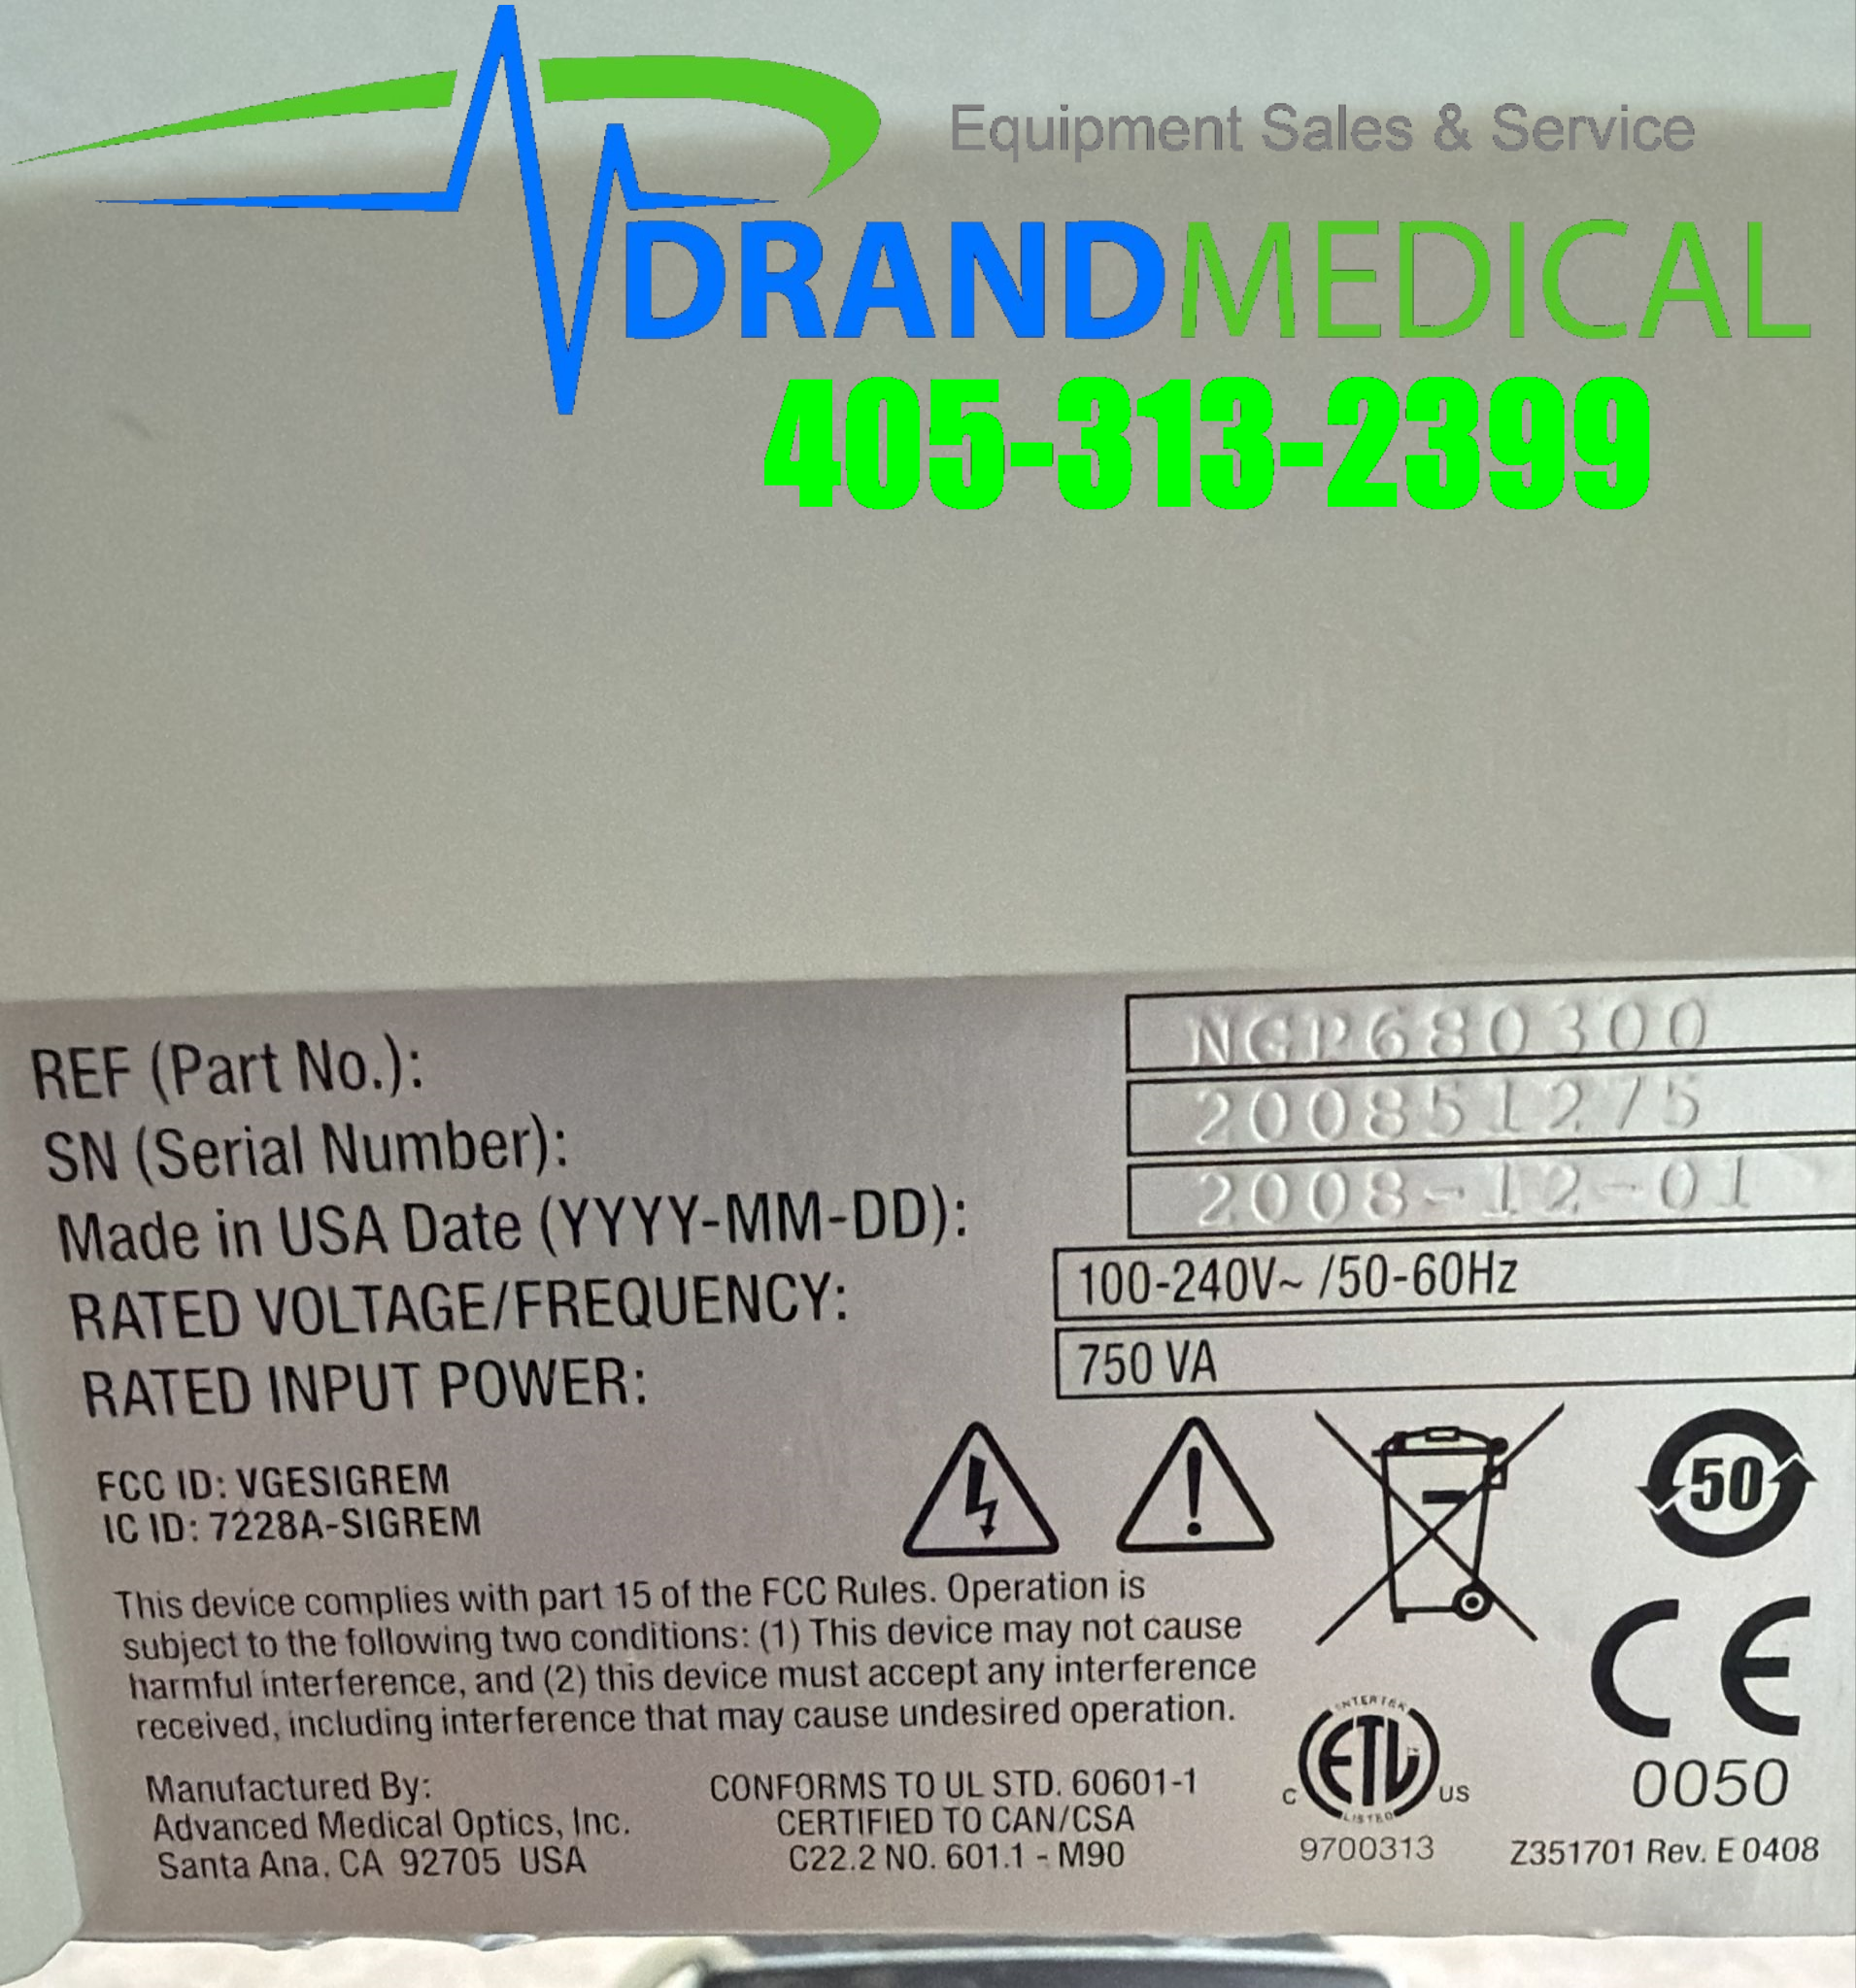 Equipment Sales & Service
DRANDMEDICAL
405-313-2399
REF (Part No.): NGP680300
SN (Serial Number): 200851275
Made in USA Date (YYYY-MM-DD): 2008-12-01
RATED VOLTAGE/FREQUENCY: 100-240V~ /50-60Hz
RATED INPUT POWER: 750 VA
FCC ID: VGESIGREM
IC ID: 7228A-SIGREM
50
This device complies with part 15 of the FCC Rules. Operation is
subject to the following two conditions: (1) This device may not cause
harmful interference, and (2) this device must accept any interference
received, including interference that may cause undesired operation.
CE
0050
INTERTEK
C ETL US
LISTED
9700313
Manufactured By:
Advanced Medical Optics, Inc.
Santa Ana, CA 92705 USA
CONFORMS TO UL STD. 60601-1
CERTIFIED TO CAN/CSA
C22.2 NO. 601.1 - M90
Z351701 Rev. E 0408